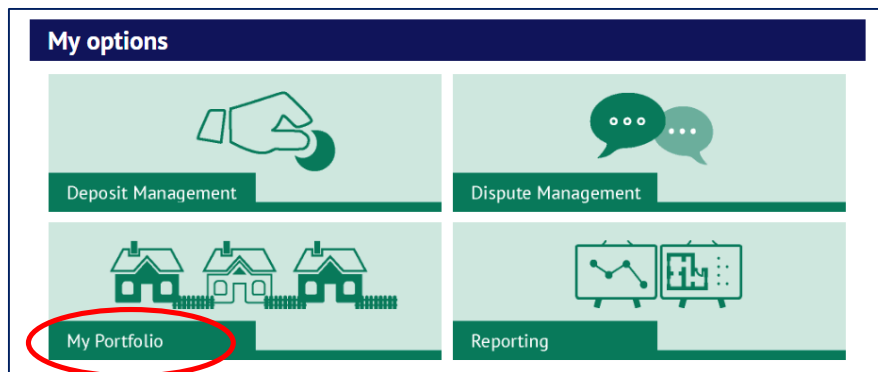 My options
Deposit Management
Dispute Management
My Portfolio
Reporting